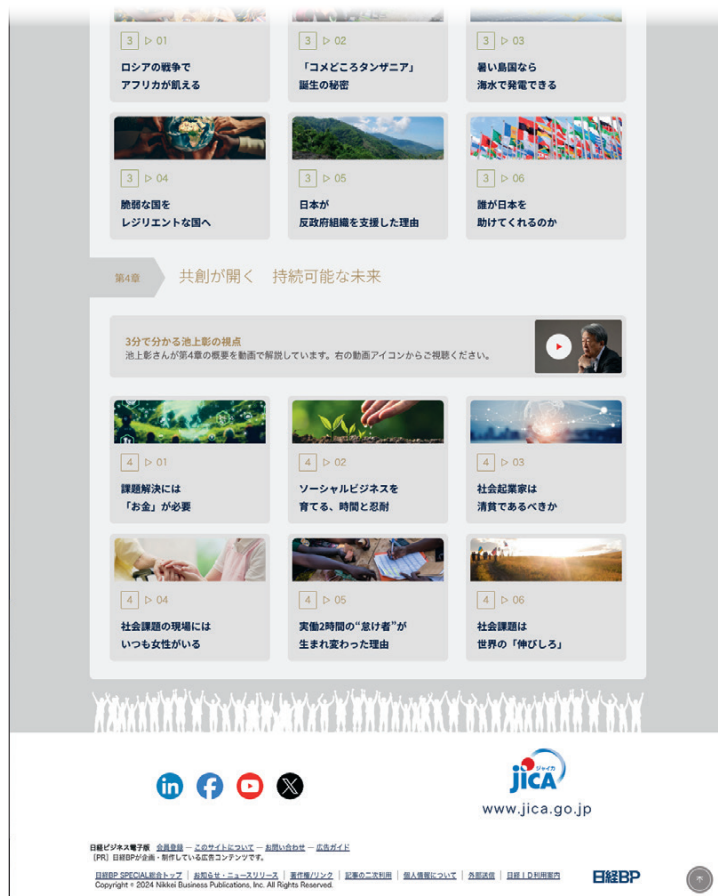 3 ▷ 01
ロシアの戦争で
アフリカが飢える
3 ▷ 02
「コメどころタンザニア」
誕生の秘密
3 ▷ 03
暑い島国なら
海水で発電できる
3 ▷ 04
脆弱な国を
レジリエントな国へ
3 ▷ 05
日本が
反政府組織を支援した理由
3 ▷ 06
誰が日本を
助けてくれるのか
第4章
共創が開く 持続可能な未来
3分で分かる池上彰の視点
池上彰さんが第4章の概要を動画で解説しています。右の動画アイコンからご視聴ください。
4 ▷ 01
課題解決には
「お金」が必要
4 ▷ 02
ソーシャルビジネスを
育てる、時間と忍耐
4 ▷ 03
社会起業家は
清貧であるべきか
4 ▷ 04
社会課題の現場には
いつも女性がいる
4 ▷ 05
実働2時間の“怠け者”が
生まれ変わった理由
4 ▷ 06
社会課題は
世界の「伸びしろ」
in f X
ジャイカ
jICA
www.jica.go.jp
日経ビジネス電子版 会員登録 ― このサイトについて ― お問い合わせ ― 広告ガイド
［PR］日経BPが企画・制作している広告コンテンツです。
日経BP SPECIAL総合トップ | お知らせ・ニュースリリース | 著作権/リンク | 記事の二次利用 | 個人情報について | 外部送信 | 日経ＩＤ利用案内
Copyright © 2024 Nikkei Business Publications, Inc. All Rights Reserved.
日経BP